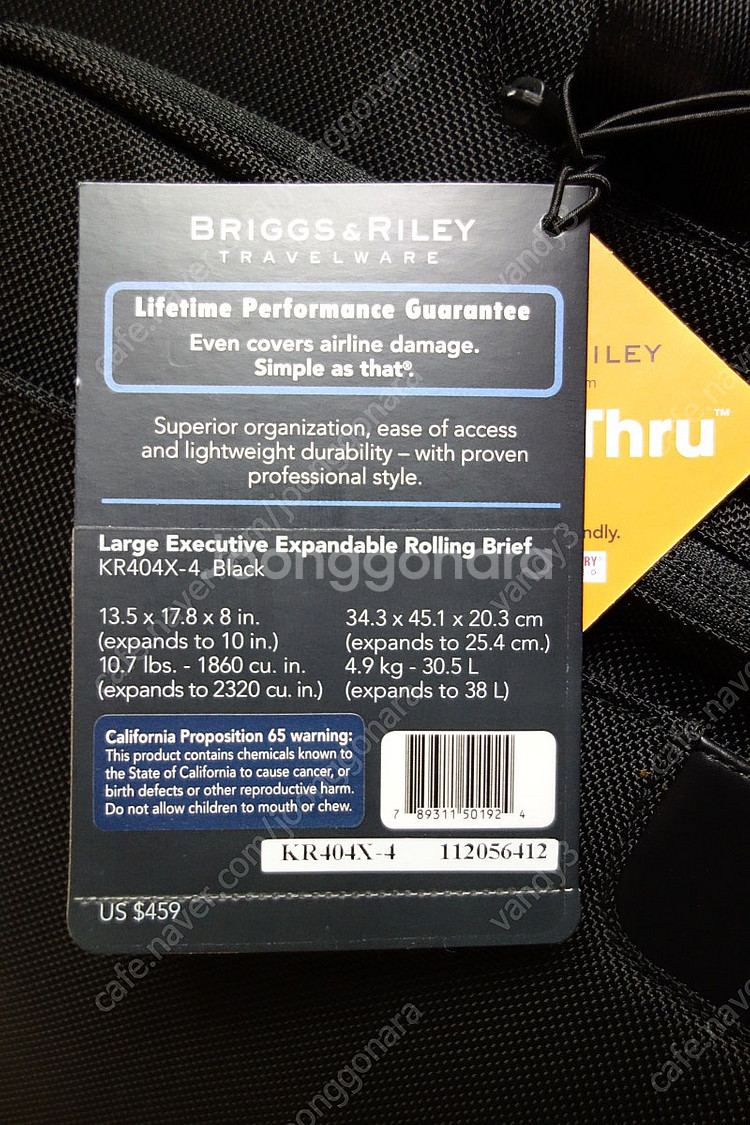 BRIGGS & RILEY
TRAVELWARE
Lifetime Performance Guarantee
Even covers airline damage.
Simple as that®.
Superior organization, ease of access
and lightweight durability – with proven
professional style.
Large Executive Expandable Rolling Brief
KR404X-4 Black
13.5 x 17.8 x 8 in.
(expands to 10 in.)
10.7 lbs. - 1860 cu. in.
(expands to 2320 cu. in.)
34.3 x 45.1 x 20.3 cm
(expands to 25.4 cm.)
4.9 kg - 30.5 L
(expands to 38 L)
California Proposition 65 warning:
This product contains chemicals known to
the State of California to cause cancer, or
birth defects or other reproductive harm.
Do not allow children to mouth or chew.
7 89311 50192 4
KR404X-4 112056412
US $459
ILEY
m
Thru™
ndly.
RY
joonggonara
cafe.naver.com/joonggonara
vandy3